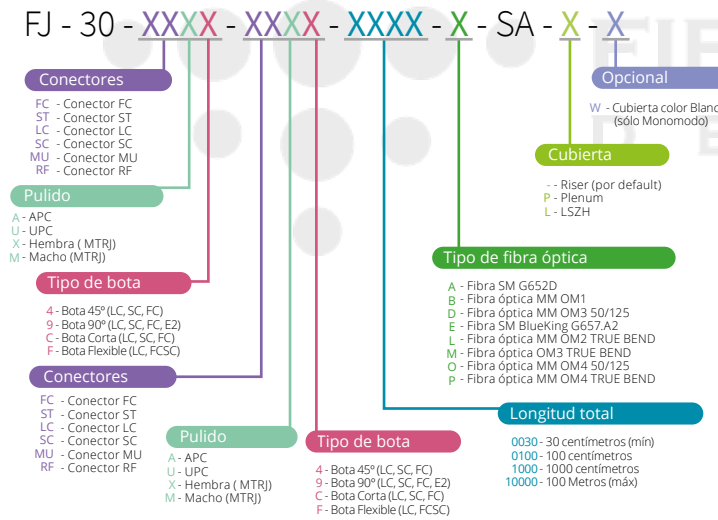 FJ - 30 - XXXX - XXXX - XXXX - X - SA - X - X
Conectores
FC - Conector FC
ST - Conector ST
LC - Conector LC
SC - Conector SC
MU - Conector MU
RF - Conector RF
Pulido
A - APC
U - UPC
X - Hembra ( MTRJ)
M - Macho (MTRJ)
Tipo de bota
4 - Bota 45º (LC, SC, FC)
9 - Bota 90º (LC, SC, FC, E2)
C - Bota Corta (LC, SC, FC)
F - Bota Flexible (LC, FCSC)
Conectores
FC - Conector FC
ST - Conector ST
LC - Conector LC
SC - Conector SC
MU - Conector MU
RF - Conector RF
Pulido
A - APC
U - UPC
X - Hembra ( MTRJ)
M - Macho (MTRJ)
Tipo de bota
4 - Bota 45º (LC, SC, FC)
9 - Bota 90º (LC, SC, FC, E2)
C - Bota Corta (LC, SC, FC)
F - Bota Flexible (LC, FCSC)
Opcional
W - Cubierta color Blanc
(sólo Monomodo)
Cubierta
- - Riser (por default)
P - Plenum
L - LSZH
Tipo de fibra óptica
A - Fibra SM G652D
B - Fibra óptica MM OM1
D - Fibra óptica MM OM3 50/125
E - Fibra SM BlueKing G657.A2
L - Fibra óptica MM OM2 TRUE BEND
M - Fibra óptica OM3 TRUE BEND
O - Fibra óptica MM OM4 50/125
P - Fibra óptica MM OM4 TRUE BEND
Longitud total
0030 - 30 centímetros (mín)
0100 - 100 centímetros
1000 - 1000 centímetros
10000 - 100 Metros (máx)